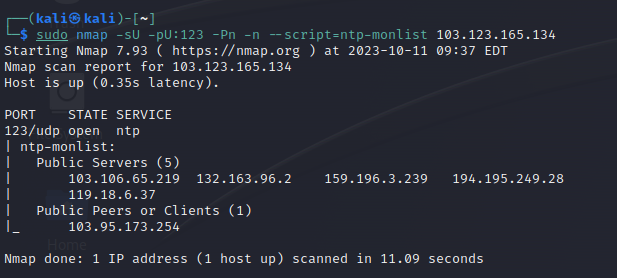 ┌──(kali㉿kali)-[~]
└─$ sudo nmap -sU -pU:123 -Pn -n --script=ntp-monlist 103.123.165.134
Starting Nmap 7.93 ( https://nmap.org ) at 2023-10-11 09:37 EDT
Nmap scan report for 103.123.165.134
Host is up (0.35s latency).

PORT    STATE SERVICE
123/udp open  ntp
| ntp-monlist:
|   Public Servers (5)
|       103.106.65.219  132.163.96.2    159.196.3.239   194.195.249.28
|       119.18.6.37
|   Public Peers or Clients (1)
|_      103.95.173.254
Home
Nmap done: 1 IP address (1 host up) scanned in 11.09 seconds